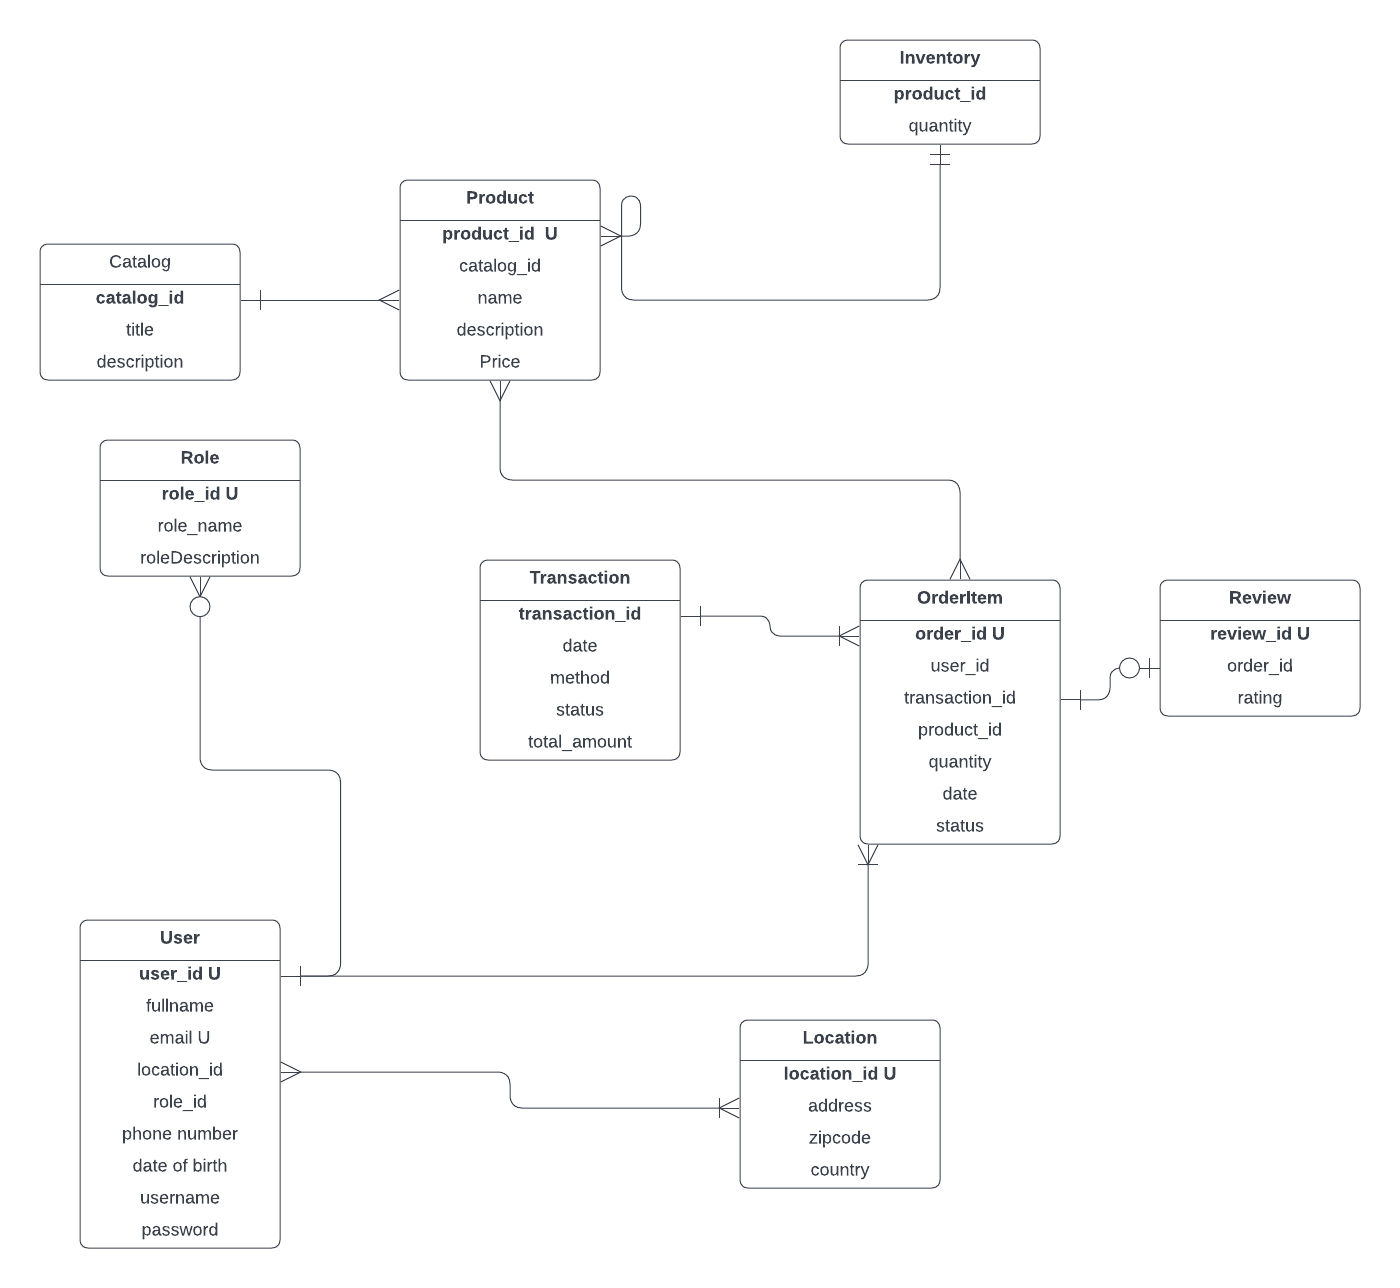 Inventory
product_id
quantity
Product
product_id  U
catalog_id
name
description
Price
Catalog
catalog_id
title
description
Role
role_id U
role_name
roleDescription
Transaction
transaction_id
date
method
status
total_amount
OrderItem
order_id U
user_id
transaction_id
product_id
quantity
date
status
Review
review_id U
order_id
rating
User
user_id U
fullname
email U
location_id
role_id
phone number
date of birth
username
password
Location
location_id U
address
zipcode
country